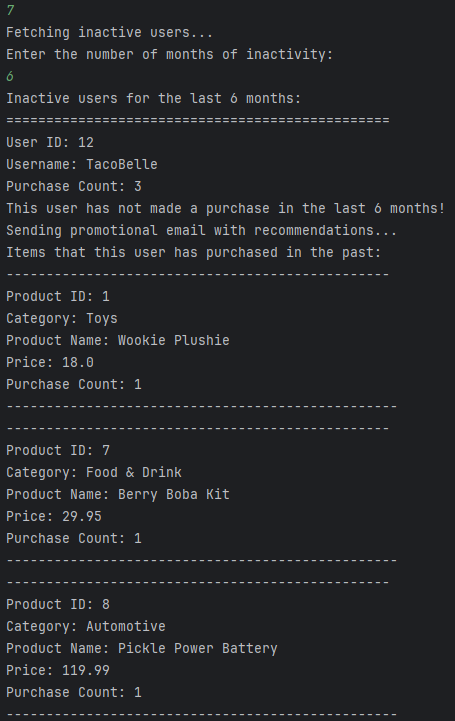 7
Fetching inactive users...
Enter the number of months of inactivity:
6
Inactive users for the last 6 months:
================================================
User ID: 12
Username: TacoBelle
Purchase Count: 3
This user has not made a purchase in the last 6 months!
Sending promotional email with recommendations...
Items that this user has purchased in the past:
------------------------------------------------
Product ID: 1
Category: Toys
Product Name: Wookie Plushie
Price: 18.0
Purchase Count: 1
-------------------------------------------------
------------------------------------------------
Product ID: 7
Category: Food & Drink
Product Name: Berry Boba Kit
Price: 29.95
Purchase Count: 1
-------------------------------------------------
------------------------------------------------
Product ID: 8
Category: Automotive
Product Name: Pickle Power Battery
Price: 119.99
Purchase Count: 1
-------------------------------------------------